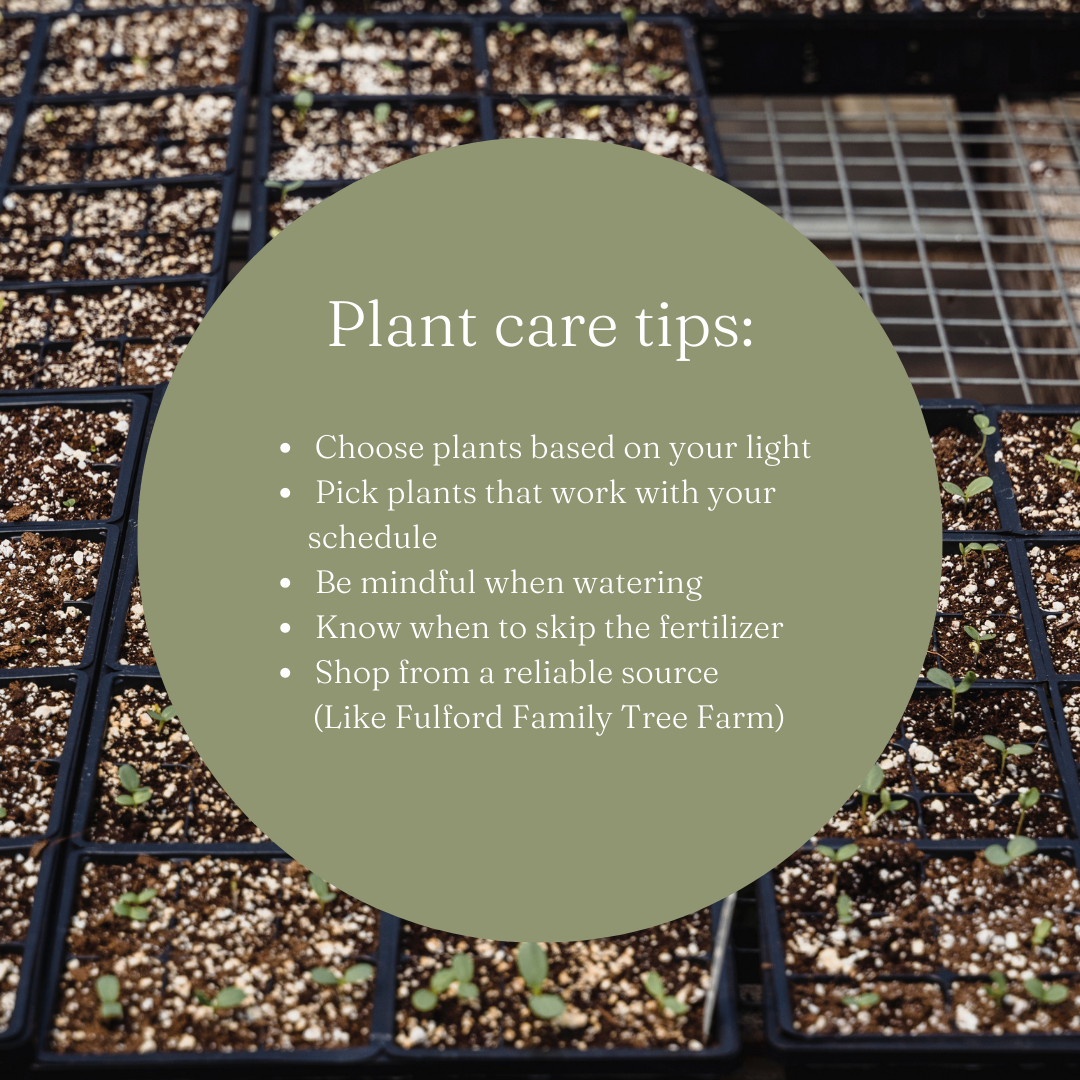 Plant care tips:
• Choose plants based on your light
• Pick plants that work with your
schedule
• Be mindful when watering
• Know when to skip the fertilizer
• Shop from a reliable source
(Like Fulford Family Tree Farm)